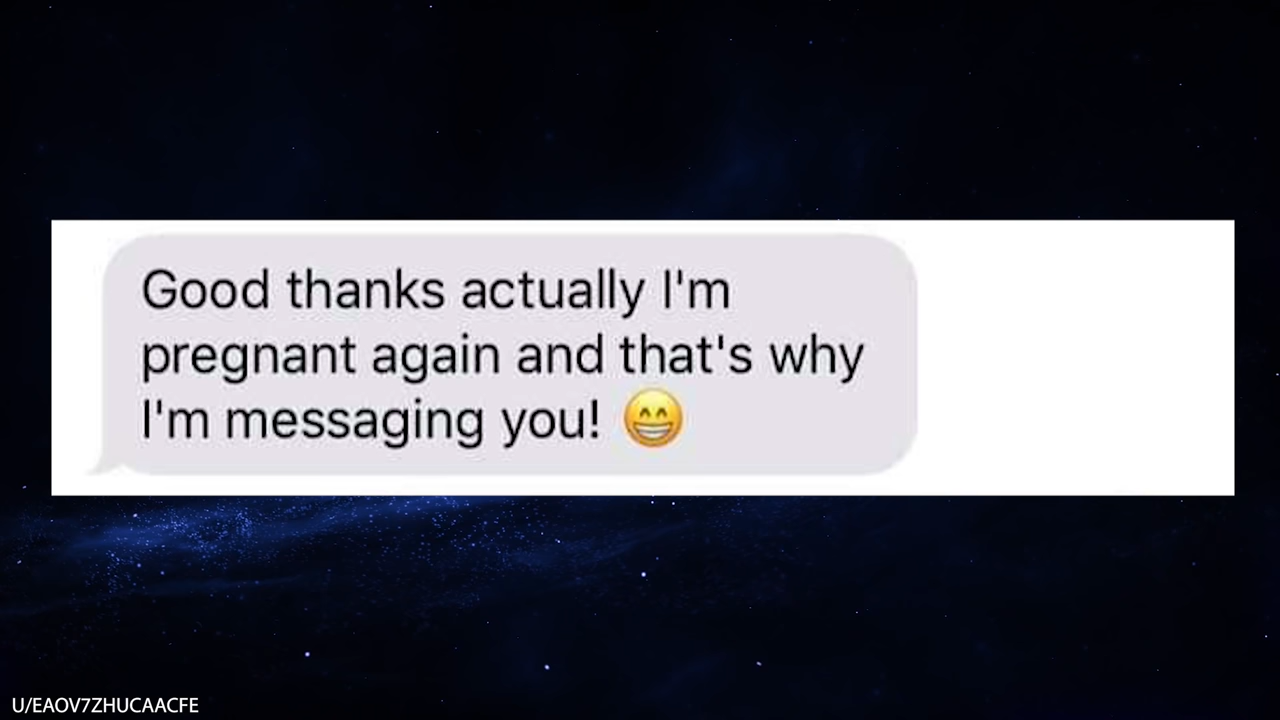 Good thanks actually I'm
pregnant again and that's why
I'm messaging you! 😁
U/EAOV7ZHUCAACFE